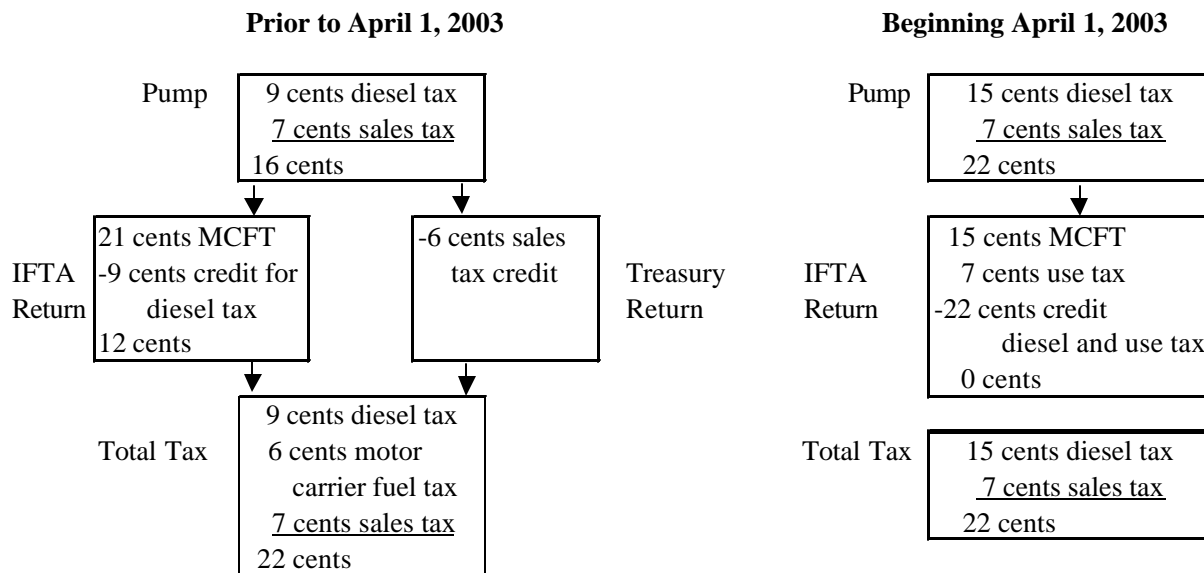 Prior to April 1, 2003
Pump
9 cents diesel tax
7 cents sales tax
16 cents
IFTA
Return
21 cents MCFT
-9 cents credit for
diesel tax
12 cents
-6 cents sales
tax credit
Treasury
Return
Total Tax
9 cents diesel tax
6 cents motor
carrier fuel tax
7 cents sales tax
22 cents
Beginning April 1, 2003
Pump
15 cents diesel tax
7 cents sales tax
22 cents
IFTA
Return
15 cents MCFT
7 cents use tax
-22 cents credit
diesel and use tax
0 cents
Total Tax
15 cents diesel tax
7 cents sales tax
22 cents